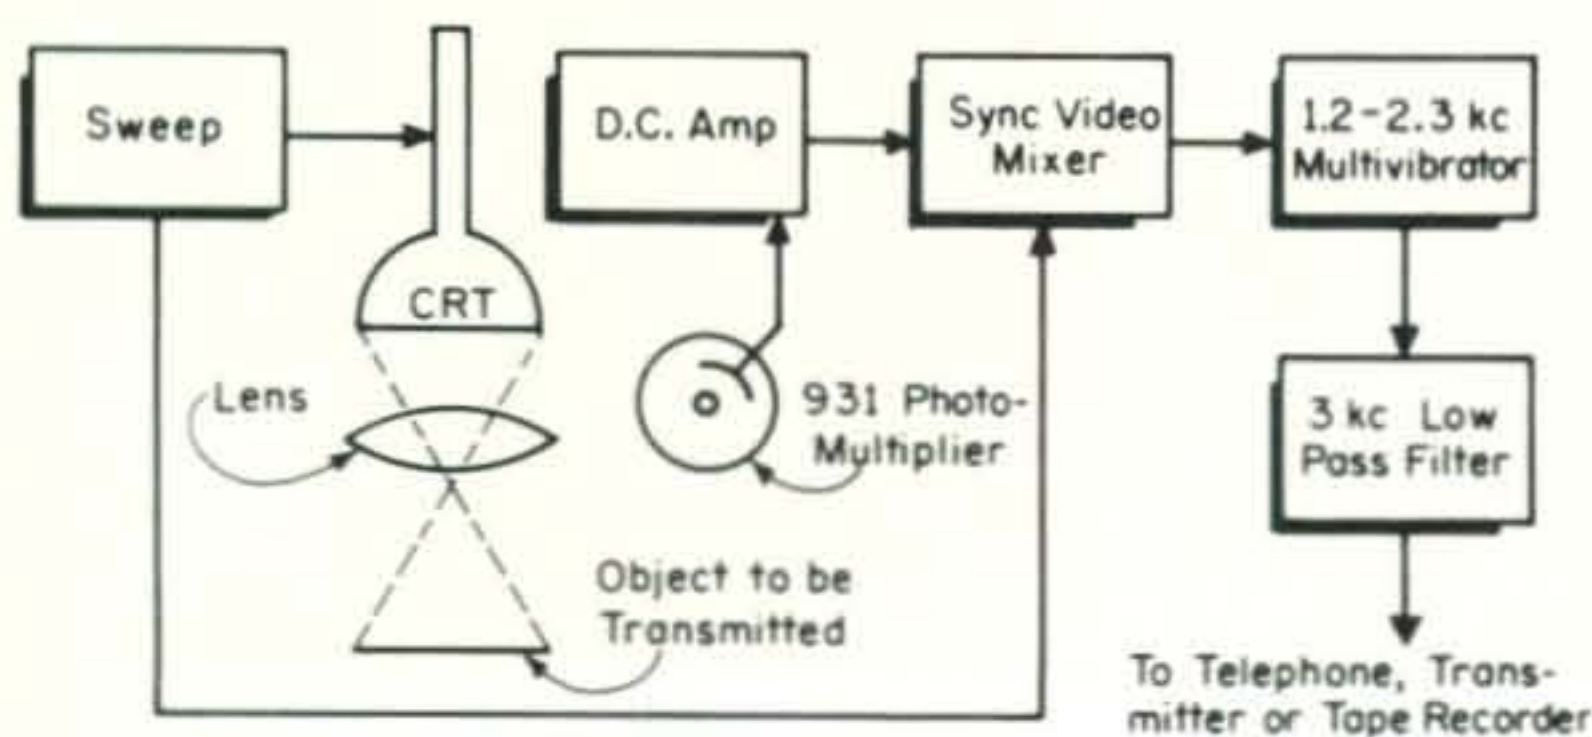 Sweep
CRT
Lens
D.C. Amp
931 Photo-
Multiplier
Object to be
Transmitted
Sync Video
Mixer
1.2-2.3 kc
Multivibrator
3 kc Low
Pass Filter
To Telephone, Trans-
mitter or Tape Recorder